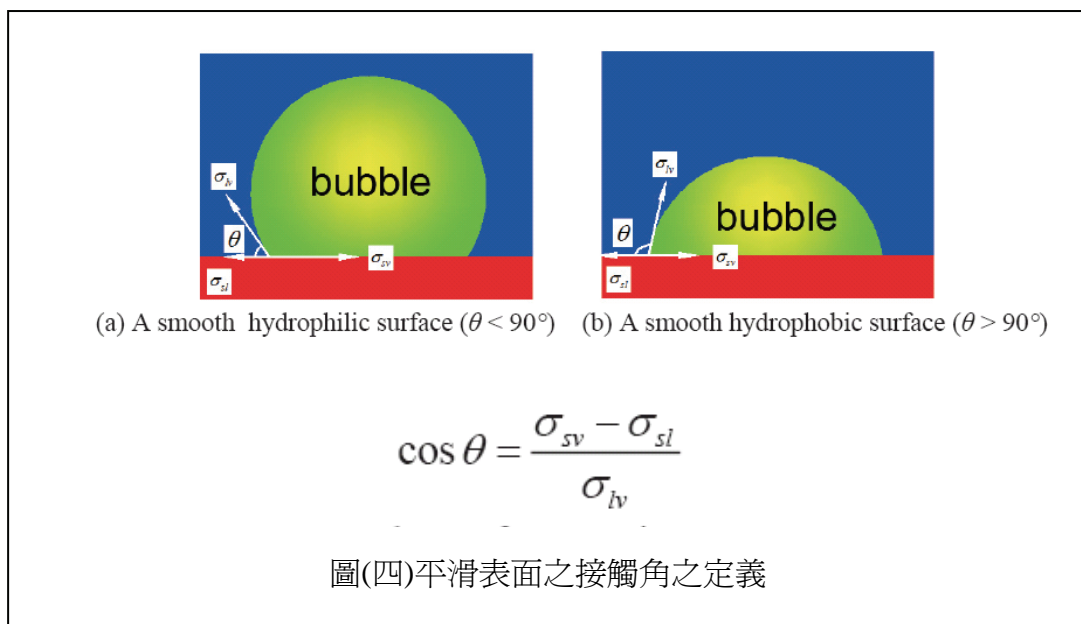 bubble
σlv
θ
σsv
σsl
bubble
σlv
θ
σsv
σsl
(a) A smooth hydrophilic surface (θ < 90°) (b) A smooth hydrophobic surface (θ > 90°)
cos θ = (σsv − σsl) / σlv
圖(四)平滑表面之接觸角之定義